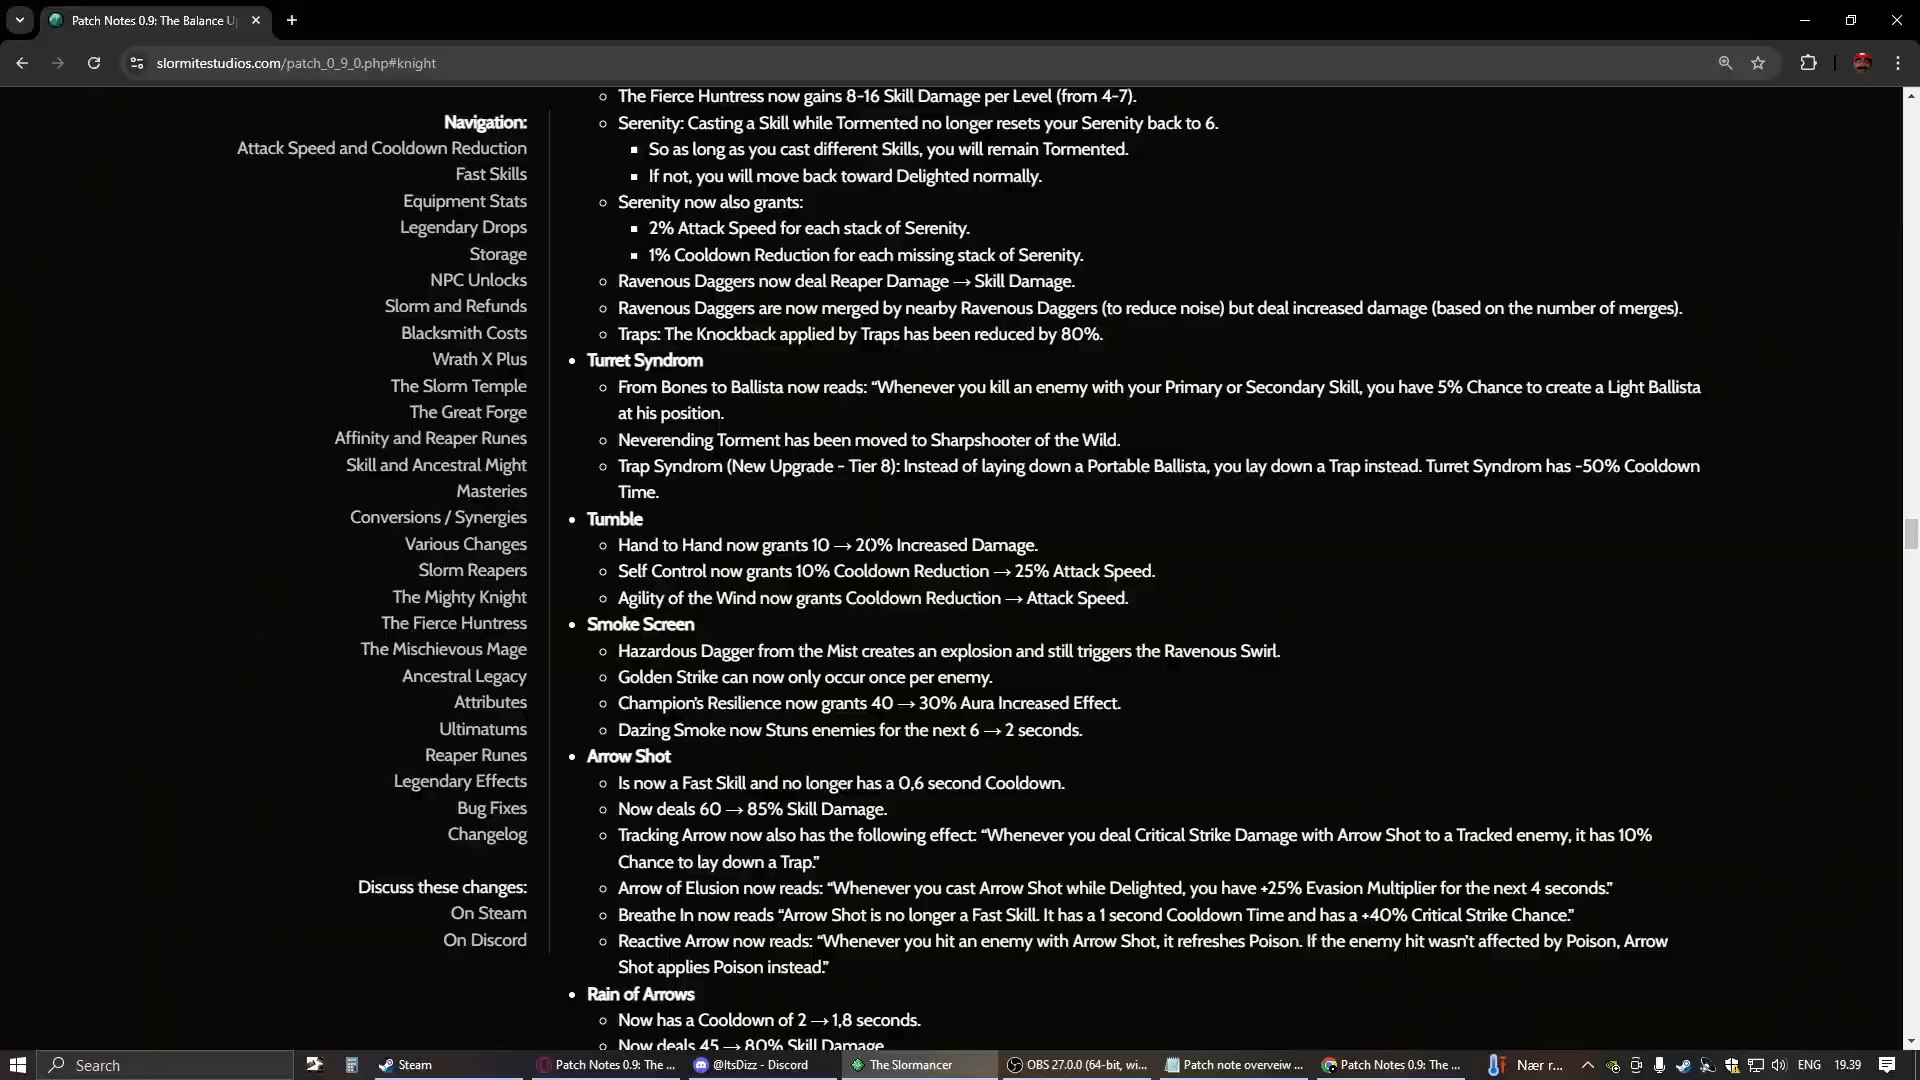 Patch Notes 0.9: The Balance U
slormitestudios.com/patch_0_9_0.php#knight
Navigation:
Attack Speed and Cooldown Reduction
Fast Skills
Equipment Stats
Legendary Drops
Storage
NPC Unlocks
Slorm and Refunds
Blacksmith Costs
Wrath X Plus
The Slorm Temple
The Great Forge
Affinity and Reaper Runes
Skill and Ancestral Might
Masteries
Conversions / Synergies
Various Changes
Slorm Reapers
The Mighty Knight
The Fierce Huntress
The Mischievous Mage
Ancestral Legacy
Attributes
Ultimatums
Reaper Runes
Legendary Effects
Bug Fixes
Changelog
Discuss these changes:
On Steam
On Discord
The Fierce Huntress now gains 8-16 Skill Damage per Level (from 4-7).
Serenity: Casting a Skill while Tormented no longer resets your Serenity back to 6.
So as long as you cast different Skills, you will remain Tormented.
If not, you will move back toward Delighted normally.
Serenity now also grants:
2% Attack Speed for each stack of Serenity.
1% Cooldown Reduction for each missing stack of Serenity.
Ravenous Daggers now deal Reaper Damage → Skill Damage.
Ravenous Daggers are now merged by nearby Ravenous Daggers (to reduce noise) but deal increased damage (based on the number of merges).
Traps: The Knockback applied by Traps has been reduced by 80%.
Turret Syndrom
From Bones to Ballista now reads: “Whenever you kill an enemy with your Primary or Secondary Skill, you have 5% Chance to create a Light Ballista
at his position.
Neverending Torment has been moved to Sharpshooter of the Wild.
Trap Syndrom (New Upgrade - Tier 8): Instead of laying down a Portable Ballista, you lay down a Trap instead. Turret Syndrom has -50% Cooldown
Time.
Tumble
Hand to Hand now grants 10 → 20% Increased Damage.
Self Control now grants 10% Cooldown Reduction → 25% Attack Speed.
Agility of the Wind now grants Cooldown Reduction → Attack Speed.
Smoke Screen
Hazardous Dagger from the Mist creates an explosion and still triggers the Ravenous Swirl.
Golden Strike can now only occur once per enemy.
Champion's Resilience now grants 40 → 30% Aura Increased Effect.
Dazing Smoke now Stuns enemies for the next 6 → 2 seconds.
Arrow Shot
Is now a Fast Skill and no longer has a 0,6 second Cooldown.
Now deals 60 → 85% Skill Damage.
Tracking Arrow now also has the following effect: “Whenever you deal Critical Strike Damage with Arrow Shot to a Tracked enemy, it has 10%
Chance to lay down a Trap.”
Arrow of Elusion now reads: “Whenever you cast Arrow Shot while Delighted, you have +25% Evasion Multiplier for the next 4 seconds.”
Breathe In now reads “Arrow Shot is no longer a Fast Skill. It has a 1 second Cooldown Time and has a +40% Critical Strike Chance.”
Reactive Arrow now reads: “Whenever you hit an enemy with Arrow Shot, it refreshes Poison. If the enemy hit wasn't affected by Poison, Arrow
Shot applies Poison instead.”
Rain of Arrows
Now has a Cooldown of 2 → 1,8 seconds.
Now deals 45 → 80% Skill Damage
Search
Steam
Patch Notes 0.9: The ...
@ItsDizz - Discord
The Slormancer
OBS 27.0.0 (64-bit, wi...
Patch note overeiw ...
Patch Notes 0.9: The ...
Nær r...
ENG
19.39